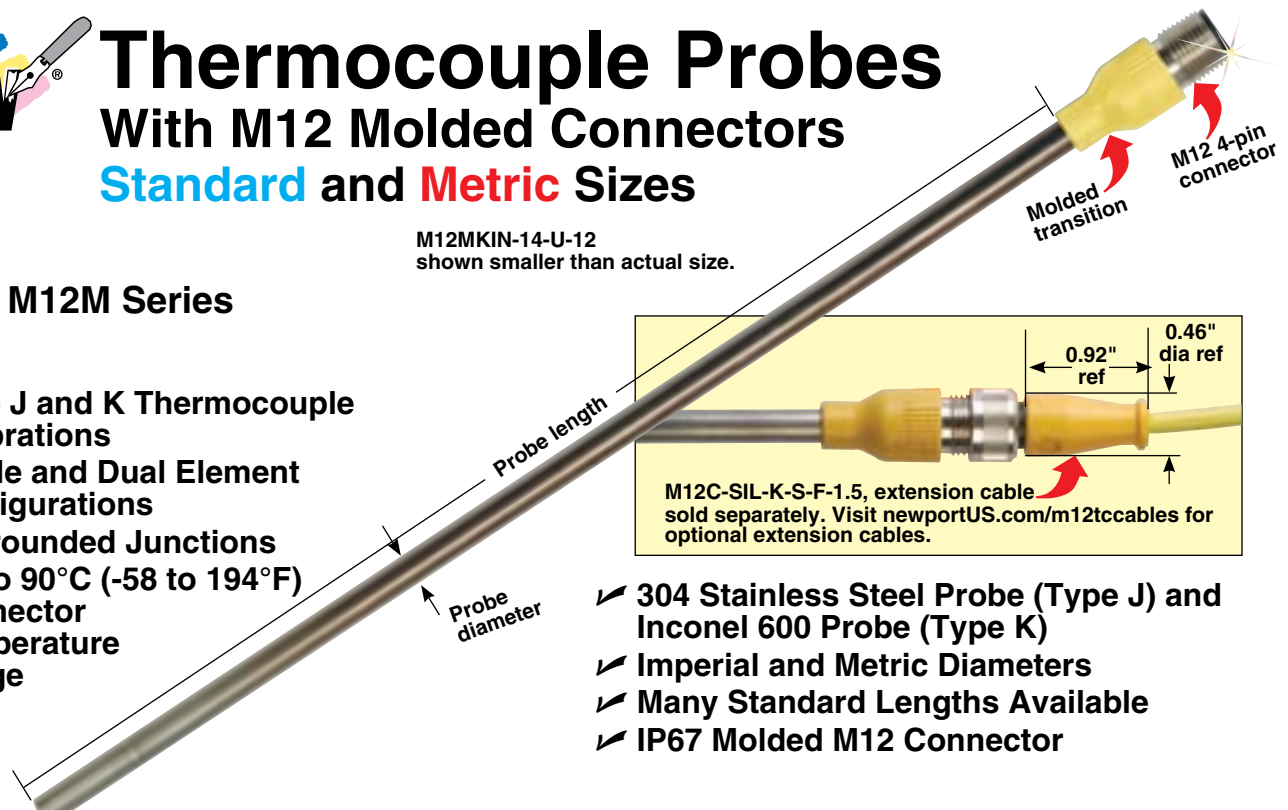 ®
Thermocouple Probes
With M12 Molded Connectors
Standard and Metric Sizes
M12MKIN-14-U-12
shown smaller than actual size.
M12 4-pin
connector
Molded
transition
M12M Series
0.92"
ref
0.46"
dia ref
J and K Thermocouple
brations
le and Dual Element
igurations
rounded Junctions
o 90°C (-58 to 194°F)
nector
perature
ge
Probe length
Probe
diameter
M12C-SIL-K-S-F-1.5, extension cable
sold separately. Visit newportUS.com/m12tccables for
optional extension cables.
304 Stainless Steel Probe (Type J) and
Inconel 600 Probe (Type K)
Imperial and Metric Diameters
Many Standard Lengths Available
IP67 Molded M12 Connector